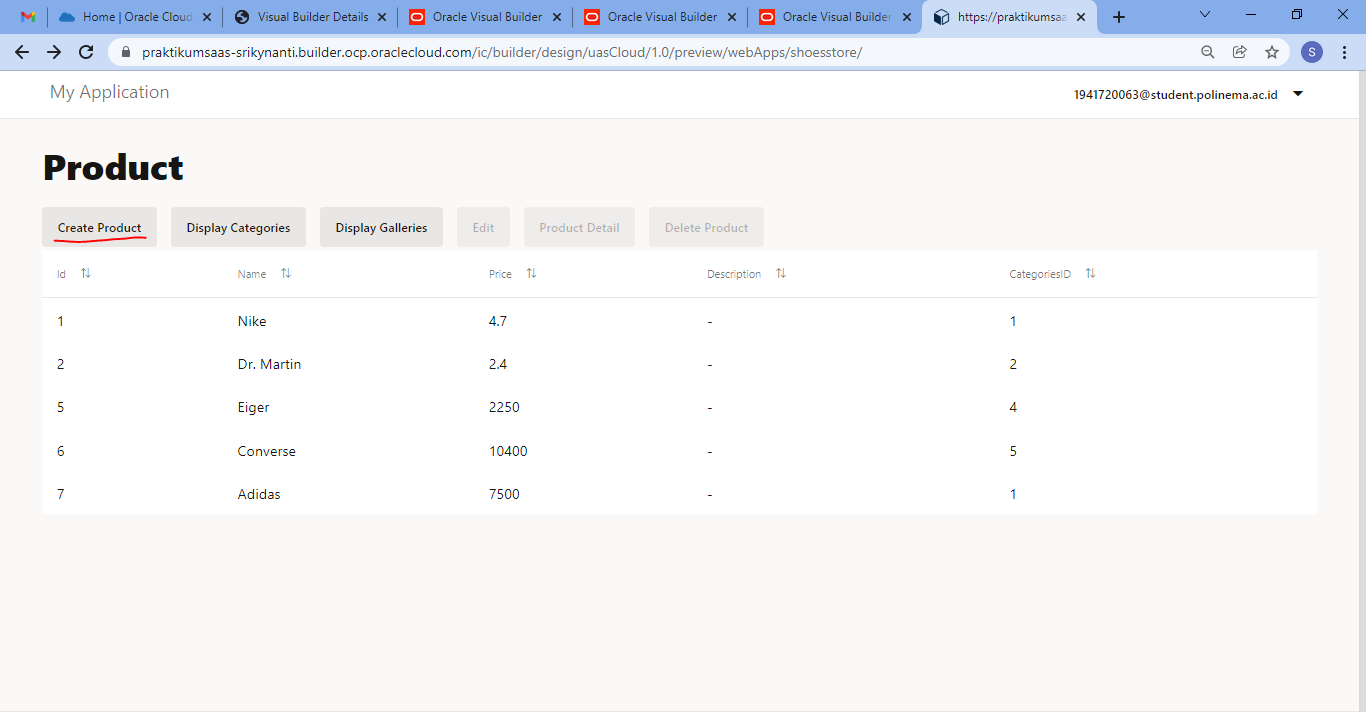 Home | Oracle Cloud
Visual Builder Details
Oracle Visual Builder
Oracle Visual Builder
Oracle Visual Builder
https://praktikumsaa
praktikumsaas-srikynanti.builder.ocp.oraclecloud.com/ic/builder/design/uasCloud/1.0/preview/webApps/shoesstore/
S
My Application
1941720063@student.polinema.ac.id
Product
Create Product Display Categories Display Galleries Edit Product Detail Delete Product
Id Name Price Description CategoriesID
1 Nike 4.7 - 1
2 Dr. Martin 2.4 - 2
5 Eiger 2250 - 4
6 Converse 10400 - 5
7 Adidas 7500 - 1